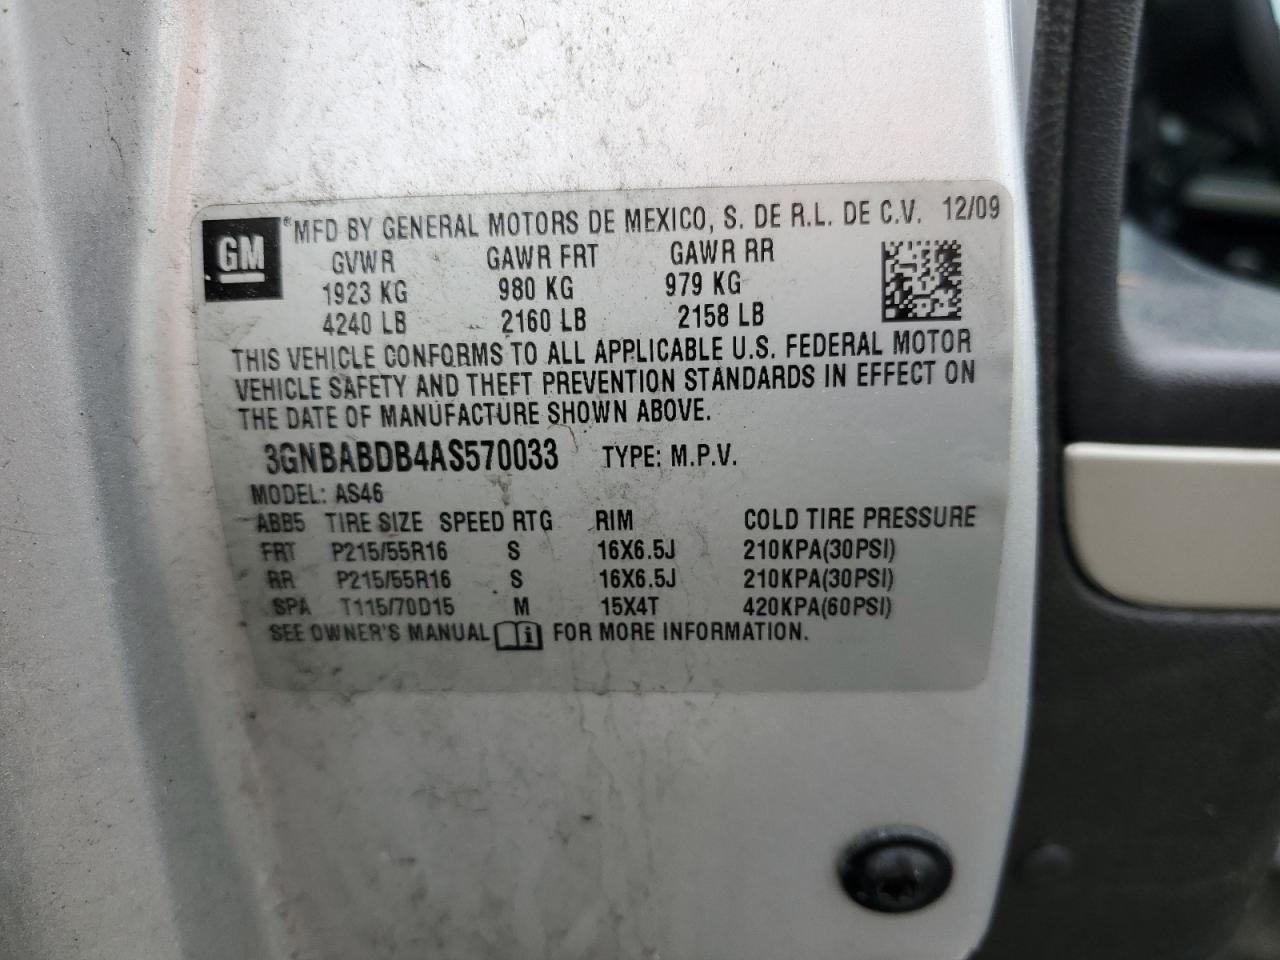 GM
®MFD BY GENERAL MOTORS DE MEXICO, S. DE R.L. DE C.V. 12/09
GVWR GAWR FRT GAWR RR
1923 KG 980 KG 979 KG
4240 LB 2160 LB 2158 LB
THIS VEHICLE CONFORMS TO ALL APPLICABLE U.S. FEDERAL MOTOR
VEHICLE SAFETY AND THEFT PREVENTION STANDARDS IN EFFECT ON
THE DATE OF MANUFACTURE SHOWN ABOVE.
3GNBABDB4AS570033 TYPE: M.P.V.
MODEL: AS46
ABB5 TIRE SIZE SPEED RTG RIM COLD TIRE PRESSURE
FRT P215/55R16 S 16X6.5J 210KPA(30PSI)
RR P215/55R16 S 16X6.5J 210KPA(30PSI)
SPA T115/70D15 M 15X4T 420KPA(60PSI)
SEE OWNER'S MANUAL i FOR MORE INFORMATION.